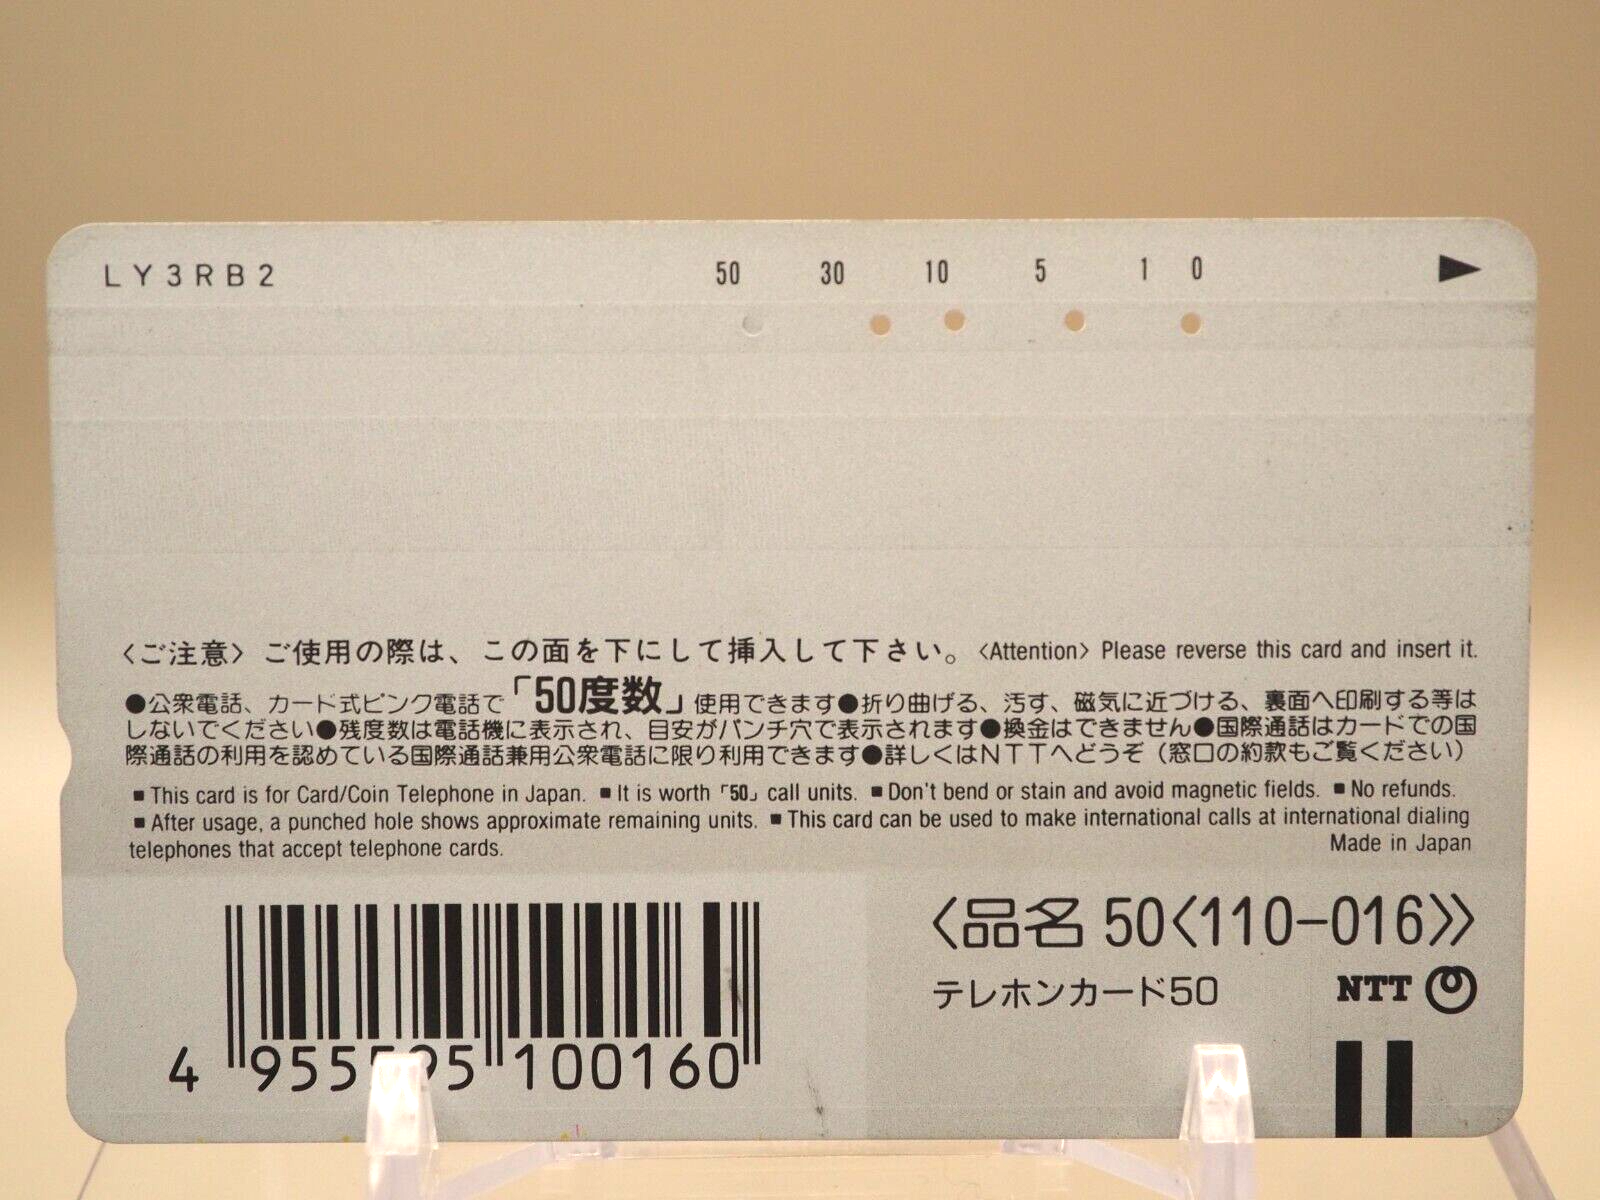 LY3RB2 50 30 10 5 1 0
〈ご注意〉ご使用の際は、この面を下にして挿入して下さい。〈Attention〉Please reverse this card and insert it.
●公衆電話、カード式ピンク電話で「50度数」使用できます●折り曲げる、汚す、磁気に近づける、裏面へ印刷する等は
しないでください●残度数は電話機に表示され、目安がパンチ穴で表示されます●換金はできません●国際通話はカードでの国
際通話の利用を認めている国際通話兼用公衆電話に限り利用できます●詳しくはNTTへどうぞ(窓口の約款もご覧ください)
■This card is for Card/Coin Telephone in Japan. ■It is worth「50」call units. ■Don't bend or stain and avoid magnetic fields. ■No refunds.
■After usage, a punched hole shows approximate remaining units. ■This card can be used to make international calls at international dialing
telephones that accept telephone cards.
Made in Japan
〈品名 50〈110-016〉〉
テレホンカード50
NTT
4 955595 100160